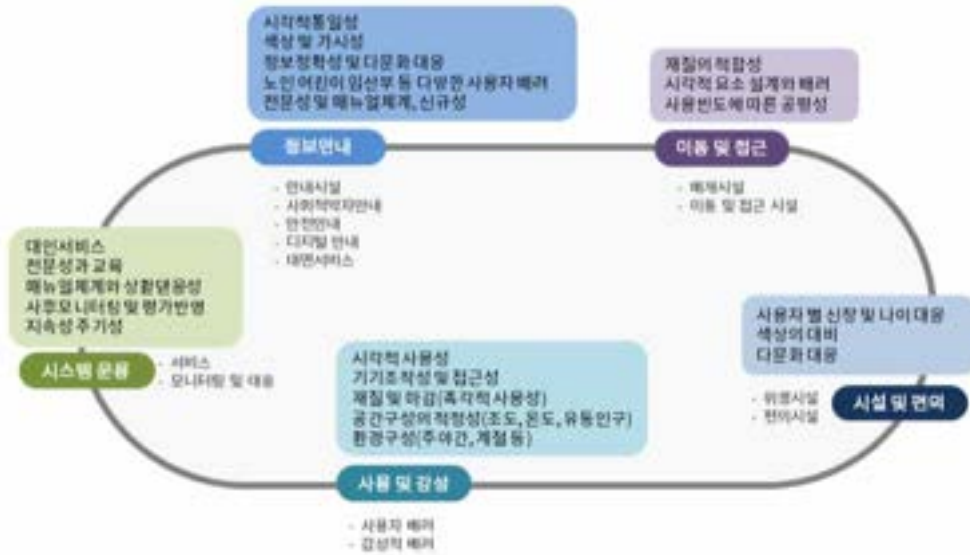 시각적통일성
색상 및 가시성
정보정확성 및 다문화 대응
노인 어린이 임산부 등 다양한 사용자 배려
전문성 및 매뉴얼체계, 신규성
정보안내
- 안내시설
- 사회적약자안내
- 안전안내
- 디지털 안내
- 대면서비스
재질의 적합성
시각적 요소 설계와 배려
사용빈도에 따른 공평성
이동 및 접근
- 매개시설
- 이동 및 접근 시설
대인서비스
전문성과 교육
매뉴얼체계와 상황대응성
사후모니터링 및 평가반영
지속성 주기성
시스템 운용
- 서비스
- 모니터링 및 대응
사용자 별 신장 및 나이 대응
색상의 대비
다문화 대응
시설 및 편의
- 위생시설
- 편의시설
시각적 사용성
기기조작성 및 접근성
재질 및 마감(촉각적 사용성)
공간구성의 적정성(조도, 온도, 유동인구)
환경구성(주야간, 계절 등)
사용 및 감성
- 사용자 배려
- 감성적 배려